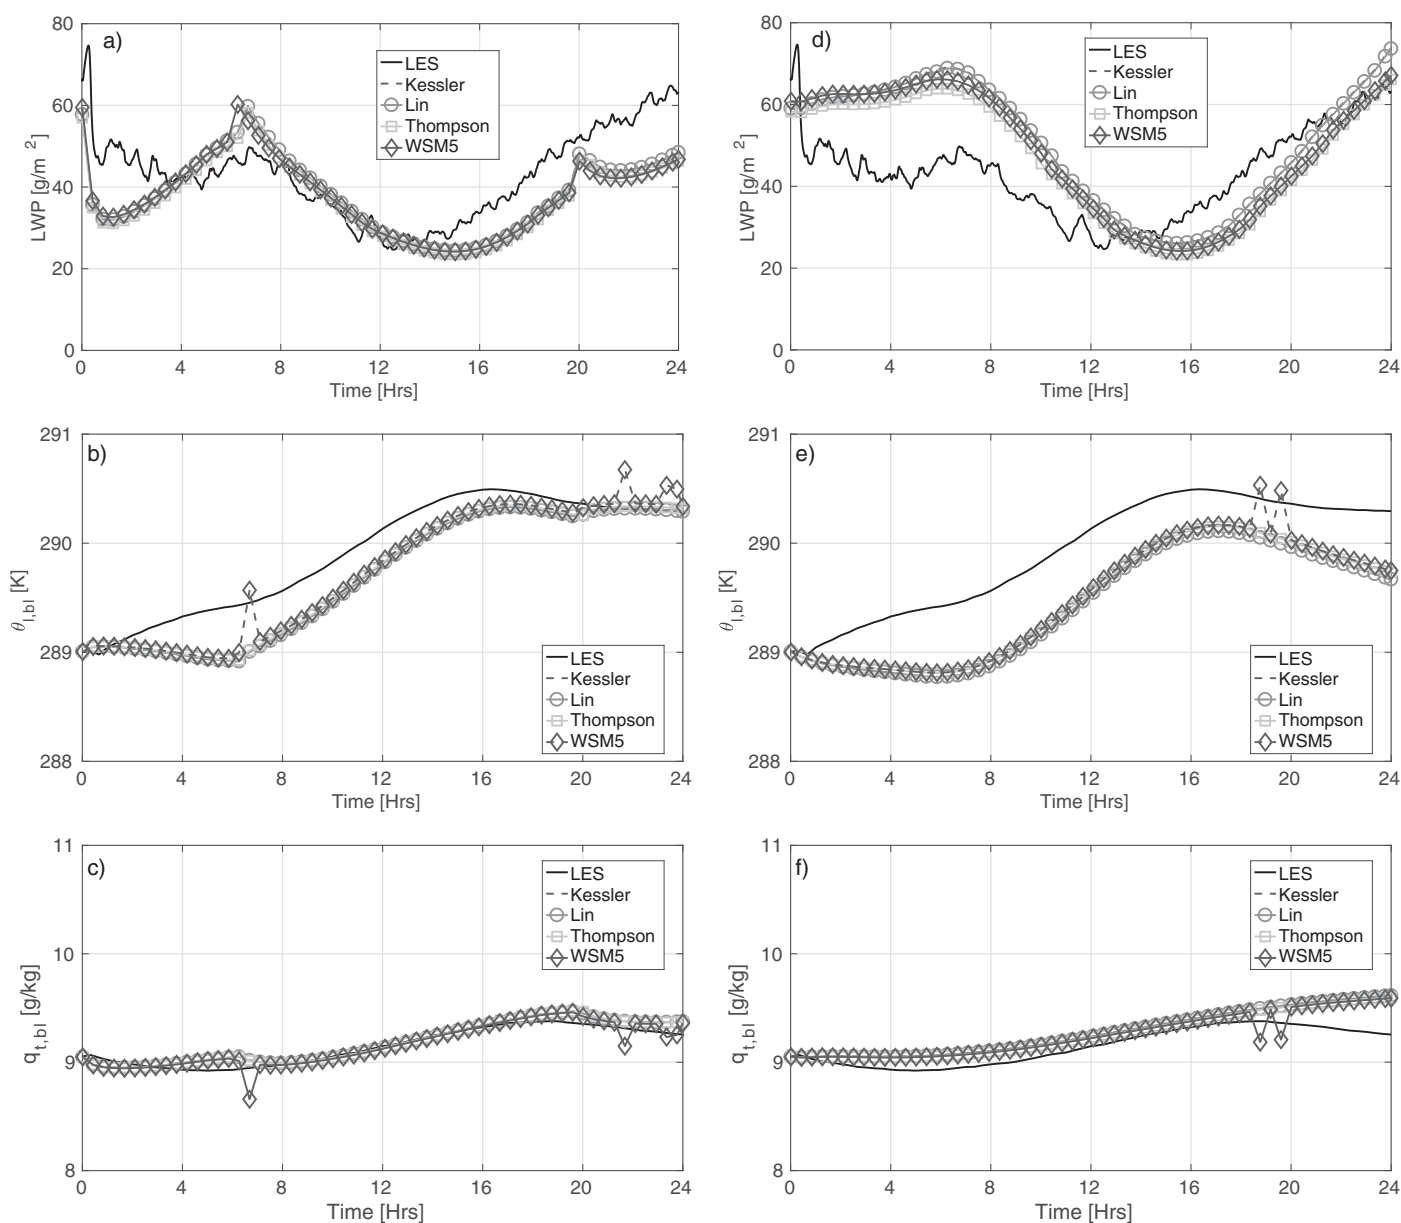 a)
80
60
40
20
0
LWP [g/m 2]
LES
Kessler
Lin
Thompson
WSM5
0 4 8 12 16 20 24
Time [Hrs]
d)
80
60
40
20
0
LWP [g/m 2]
LES
Kessler
Lin
Thompson
WSM5
0 4 8 12 16 20 24
Time [Hrs]
b)
291
290
289
288
θl,bl [K]
LES
Kessler
Lin
Thompson
WSM5
0 4 8 12 16 20 24
Time [Hrs]
e)
291
290
289
288
θl,bl [K]
LES
Kessler
Lin
Thompson
WSM5
0 4 8 12 16 20 24
Time [Hrs]
c)
11
10
9
8
qt,bl [g/kg]
LES
Kessler
Lin
Thompson
WSM5
0 4 8 12 16 20 24
Time [Hrs]
f)
11
10
9
8
qt,bl [g/kg]
LES
Kessler
Lin
Thompson
WSM5
0 4 8 12 16 20 24
Time [Hrs]